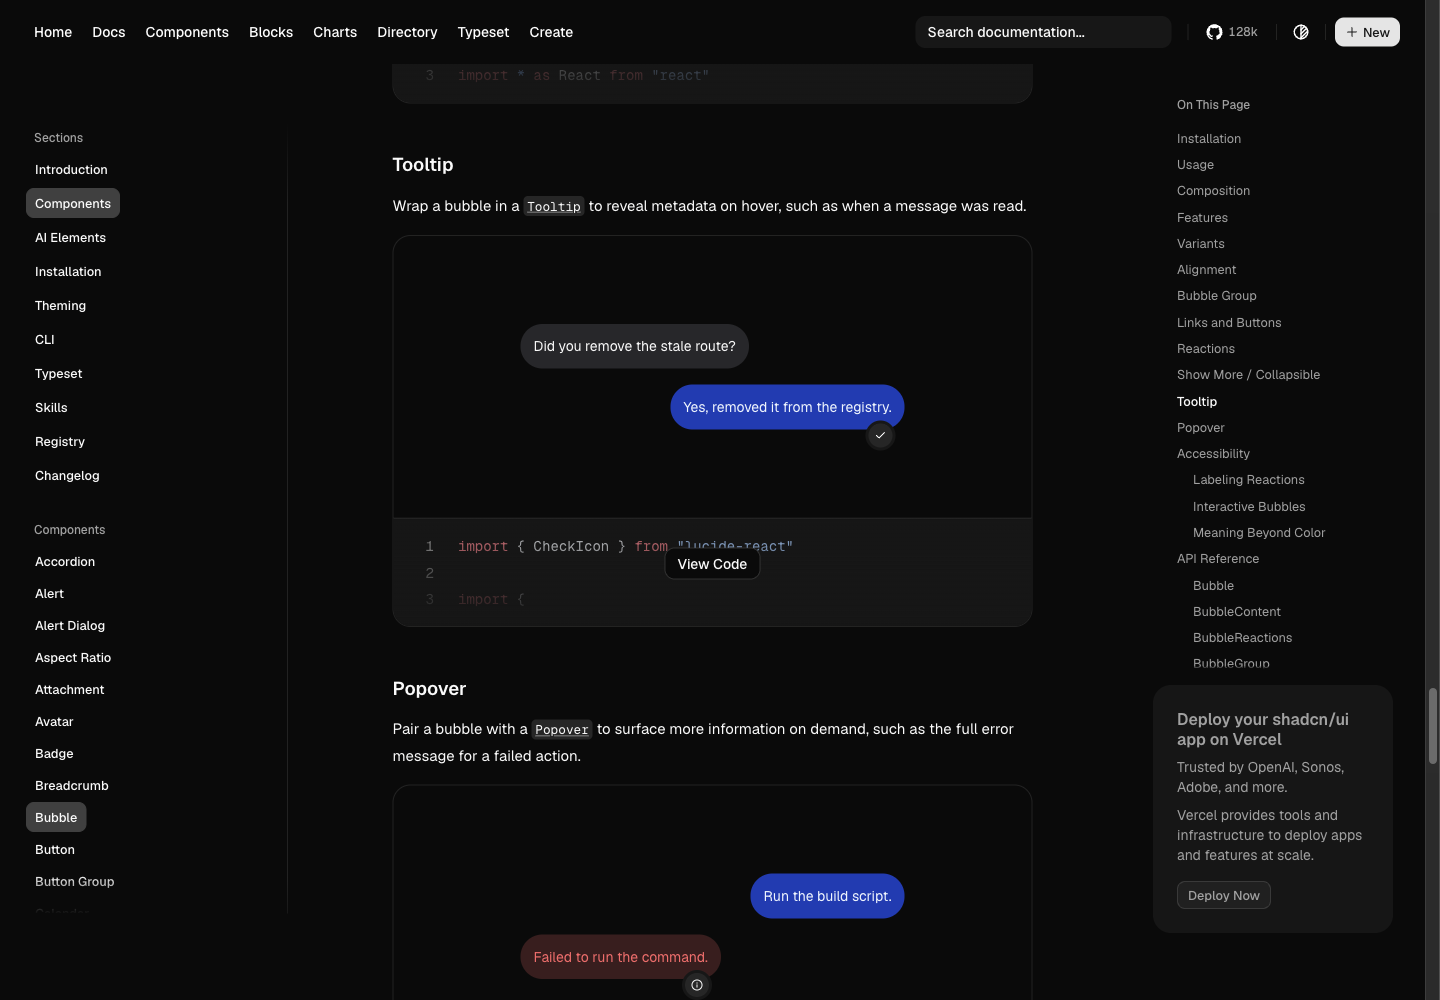 Home Docs Components Blocks Charts Directory Typeset Create
Search documentation...
128k
New
Sections
Introduction
Components
AI Elements
Installation
Theming
CLI
Typeset
Skills
Registry
Changelog
Components
Accordion
Alert
Alert Dialog
Aspect Ratio
Attachment
Avatar
Badge
Breadcrumb
Bubble
Button
Button Group
Calendar
3 import * as React from "react"
Tooltip
Wrap a bubble in a Tooltip to reveal metadata on hover, such as when a message was read.
Did you remove the stale route?
Yes, removed it from the registry.
1 import { CheckIcon } from "lucide-react"
View Code
2
3 import {
Popover
Pair a bubble with a Popover to surface more information on demand, such as the full error
message for a failed action.
Run the build script.
Failed to run the command.
On This Page
Installation
Usage
Composition
Features
Variants
Alignment
Bubble Group
Links and Buttons
Reactions
Show More / Collapsible
Tooltip
Popover
Accessibility
Labeling Reactions
Interactive Bubbles
Meaning Beyond Color
API Reference
Bubble
BubbleContent
BubbleReactions
BubbleGroup
Deploy your shadcn/ui
app on Vercel
Trusted by OpenAI, Sonos,
Adobe, and more.
Vercel provides tools and
infrastructure to deploy apps
and features at scale.
Deploy Now